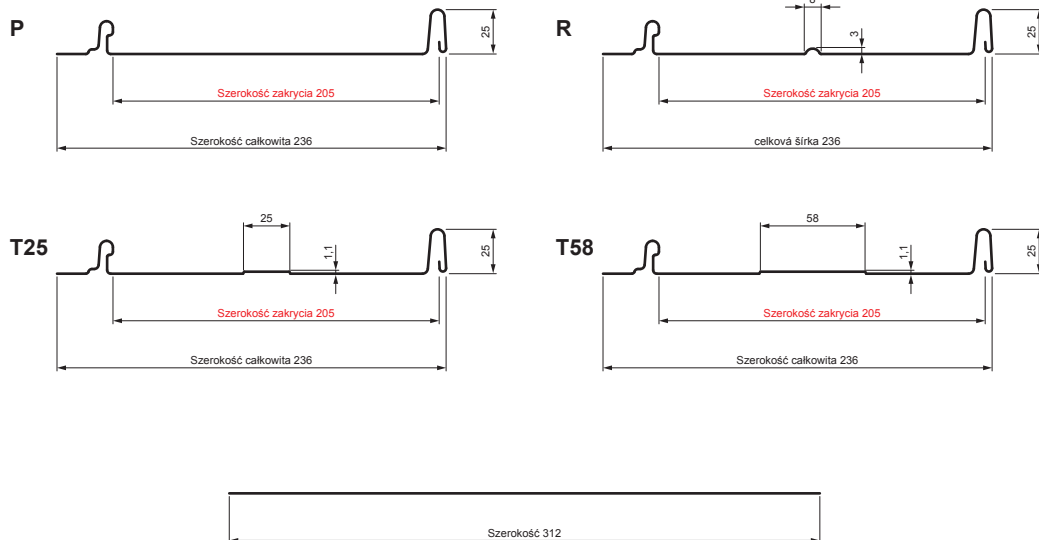 P
25
Szerokość zakrycia 205
Szerokość całkowita 236
R
3
25
Szerokość zakrycia 205
celková šírka 236
T25
25
1,1
25
Szerokość zakrycia 205
Szerokość całkowita 236
T58
58
1,1
25
Szerokość zakrycia 205
Szerokość całkowita 236
Szerokość 312